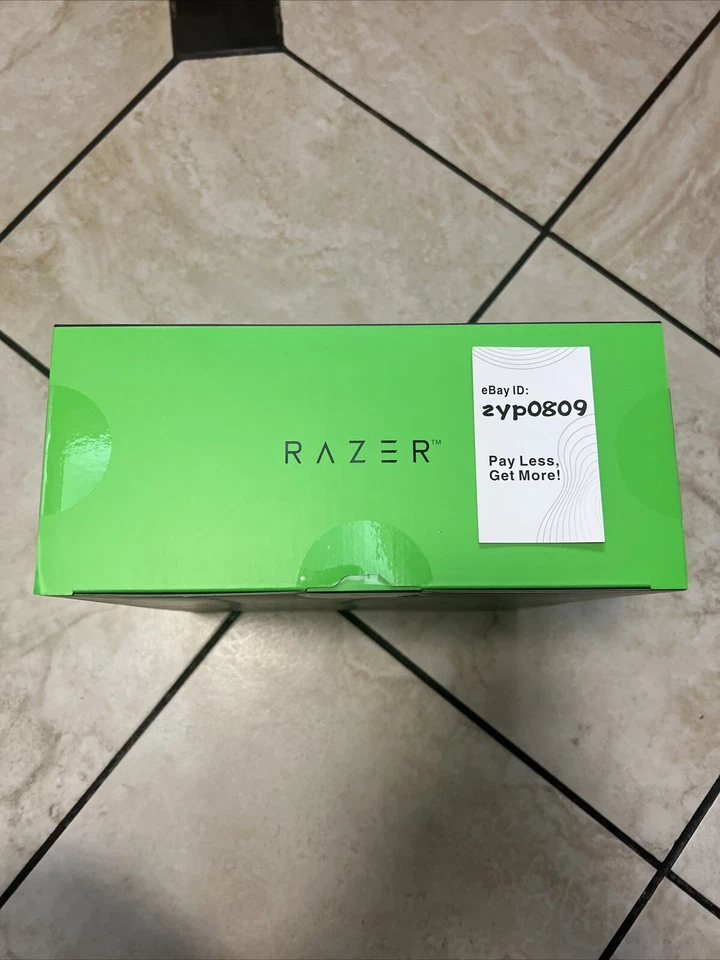 RAZER™
eBay ID:
zyp0809
Pay Less,
Get More!